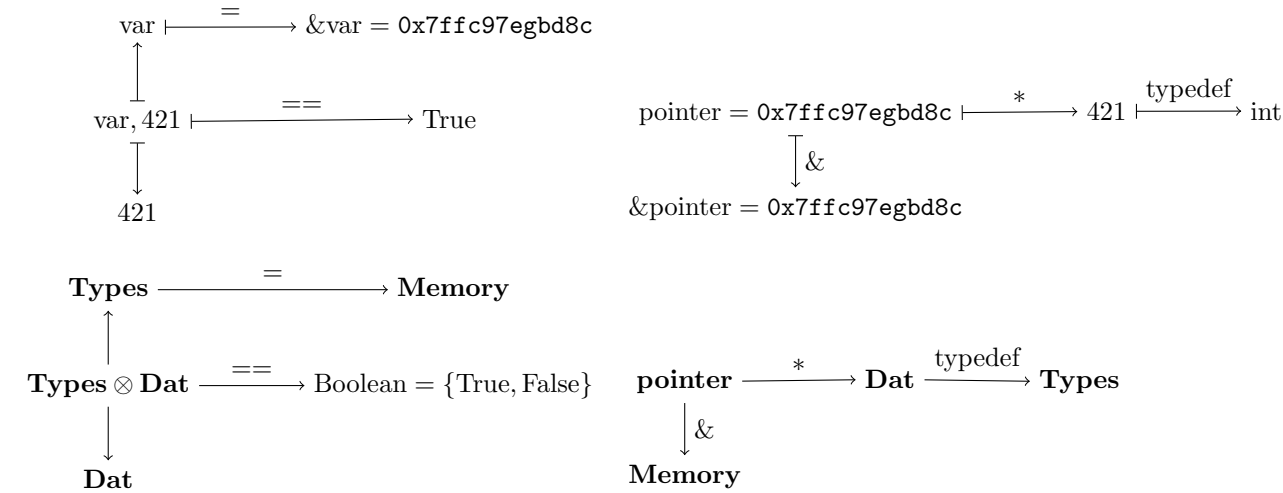 var = &var = 0x7ffc97egbd8c
var, 421 == True
421
pointer = 0x7ffc97egbd8c * 421 typedef int
&
&pointer = 0x7ffc97egbd8c
Types = Memory
Types ⊗ Dat == Boolean = {True, False}
Dat
pointer * Dat typedef Types
&
Memory